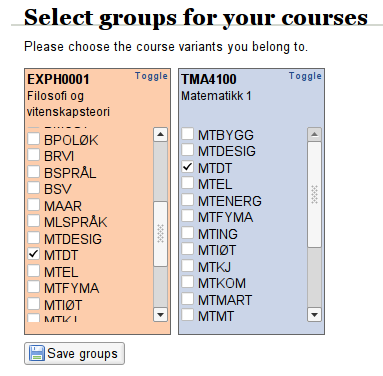 Select groups for your courses
Please choose the course variants you belong to.
EXPH0001 Toggle
Filosofi og
vitenskapsteori
BPOLØK
BRVI
BSPRÅL
BSV
MAAR
MLSPRÅK
MTDESIG
MTDT
MTEL
MTFYMA
MTIØT
MTKJ
TMA4100 Toggle
Matematikk 1
MTBYGG
MTDESIG
MTDT
MTEL
MTENERG
MTFYMA
MTING
MTIØT
MTKJ
MTKOM
MTMART
MTMT
Save groups